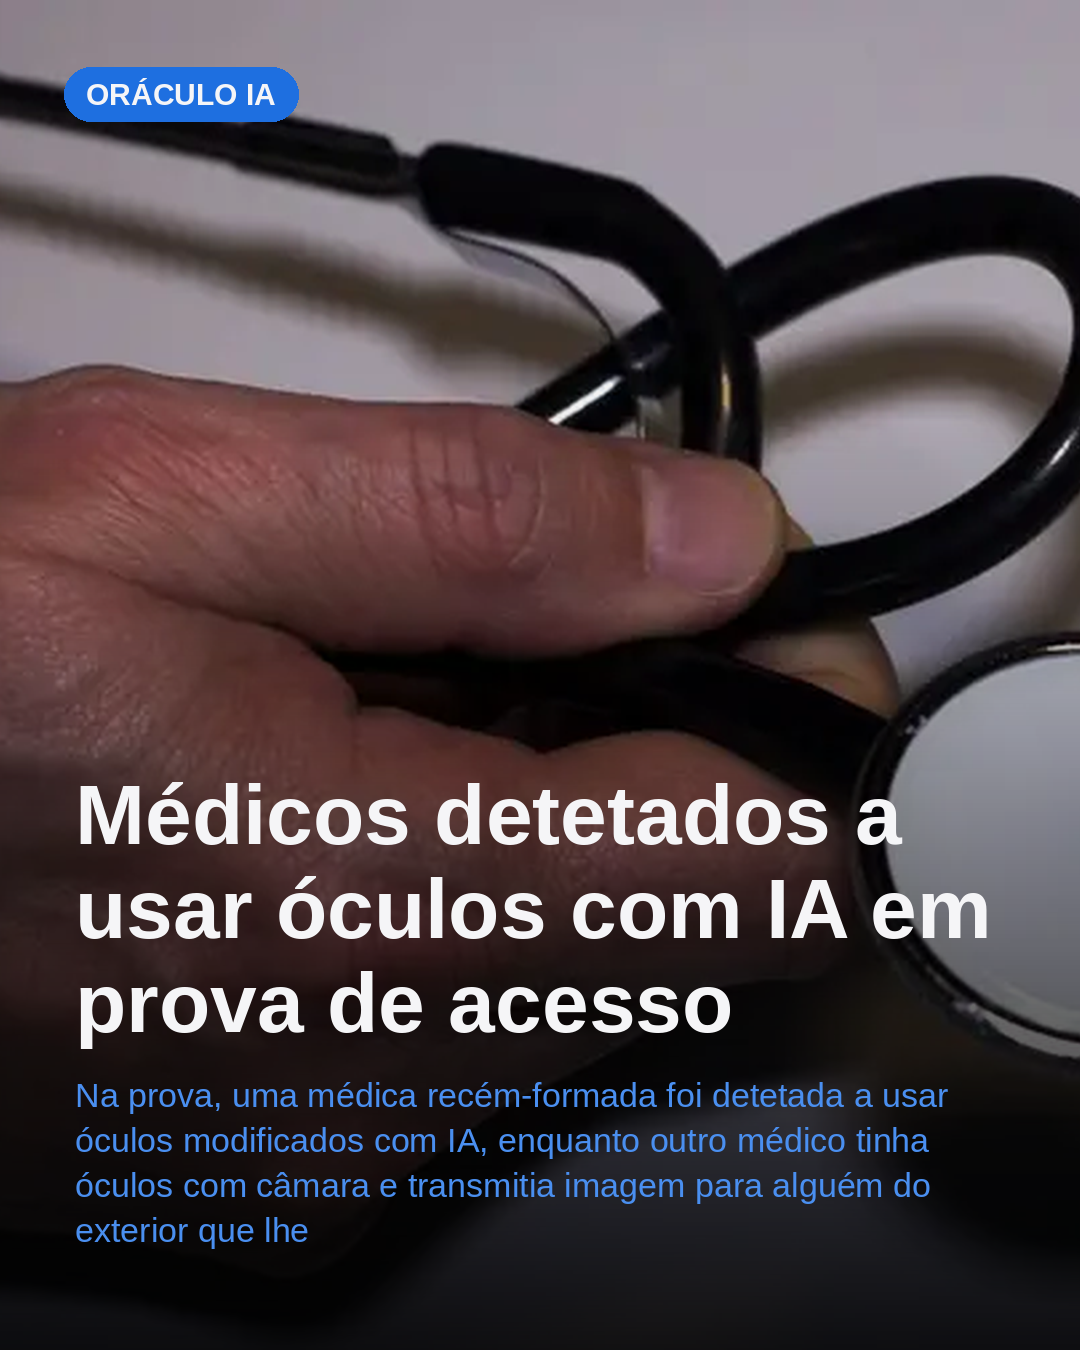 ORÁCULO IA
Médicos detetados a
usar óculos com IA em
prova de acesso
Na prova, uma médica recém-formada foi detetada a usar
óculos modificados com IA, enquanto outro médico tinha
óculos com câmara e transmitia imagem para alguém do
exterior que lhe